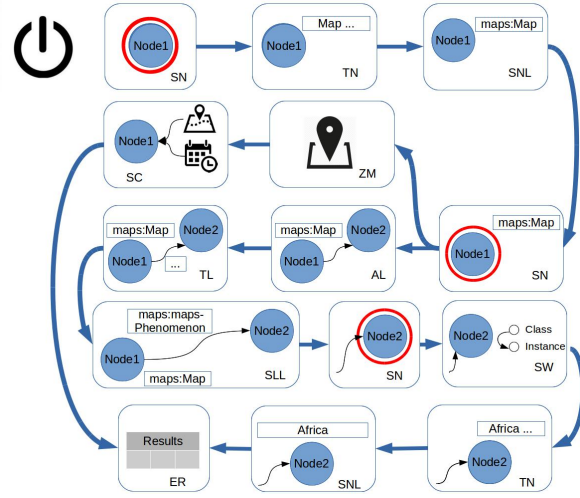 Node1
SN
Map ...
Node1
TN
maps:Map
Node1
SNL
Node1
SC
ZM
maps:Map
Node2
Node1
...
TL
maps:Map
Node2
Node1
AL
maps:Map
Node1
SN
maps:maps-
Phenomenon
Node2
Node1
maps:Map
SLL
Node2
SN
Node2
Class
Instance
SW
Results
ER
Africa
Node2
SNL
Africa ...
Node2
TN